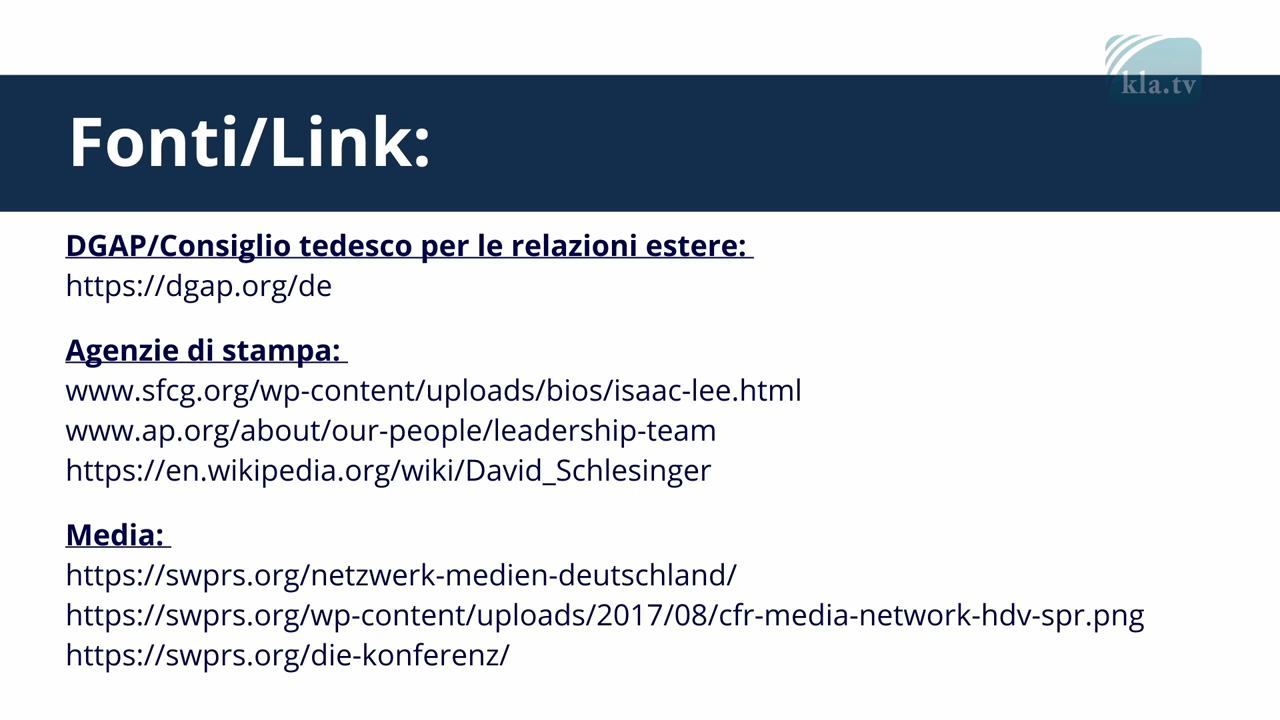 kla.tv
Fonti/Link:
DGAP/Consiglio tedesco per le relazioni estere:
https://dgap.org/de
Agenzie di stampa:
www.sfcg.org/wp-content/uploads/bios/isaac-lee.html
www.ap.org/about/our-people/leadership-team
https://en.wikipedia.org/wiki/David_Schlesinger
Media:
https://swprs.org/netzwerk-medien-deutschland/
https://swprs.org/wp-content/uploads/2017/08/cfr-media-network-hdv-spr.png
https://swprs.org/die-konferenz/